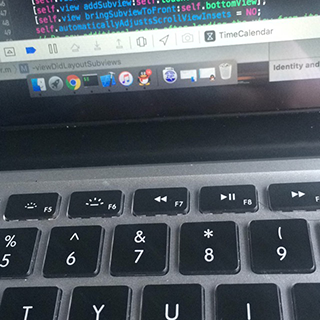 [self.view addSubview:self.
[self.view bringSubviewToFront:self.bottomView];
self.automaticallyAdjustsScrollViewInsets = NO;
TimeCalendar
-viewDidLayoutSubviews
Identity and
F5 F6 F7 F8
% ^ & * (
5 6 7 8 9
T Y U I